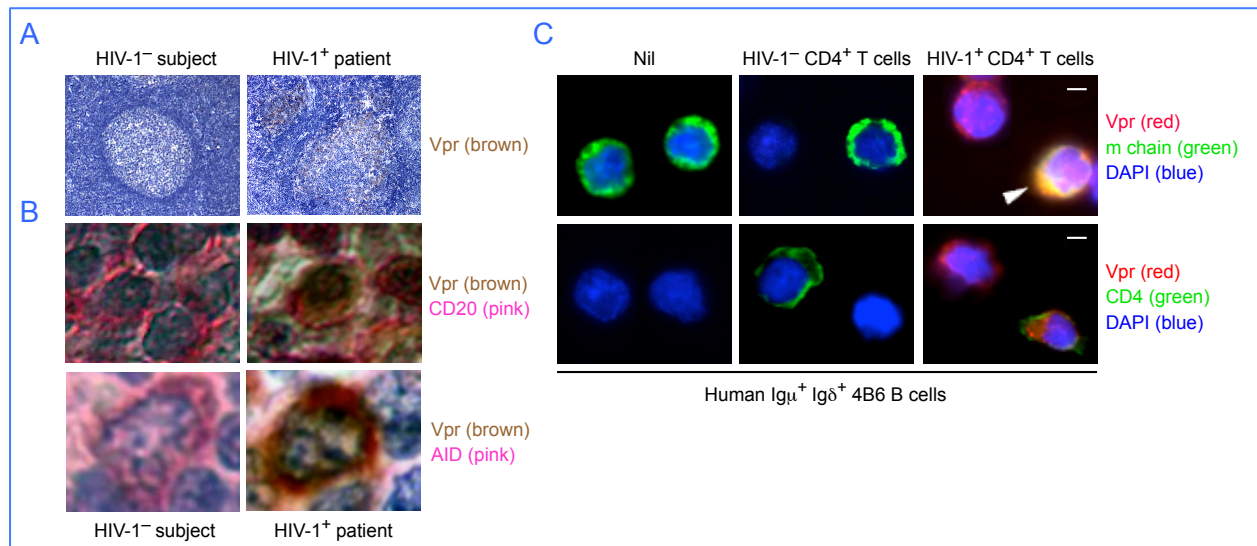 A
HIV-1⁻ subject
HIV-1⁺ patient
Vpr (brown)
B
Vpr (brown)
CD20 (pink)
Vpr (brown)
AID (pink)
HIV-1⁻ subject
HIV-1⁺ patient
C
Nil
HIV-1⁻ CD4⁺ T cells
HIV-1⁺ CD4⁺ T cells
Vpr (red)
m chain (green)
DAPI (blue)
Vpr (red)
CD4 (green)
DAPI (blue)
Human Igμ⁺ Igδ⁺ 4B6 B cells